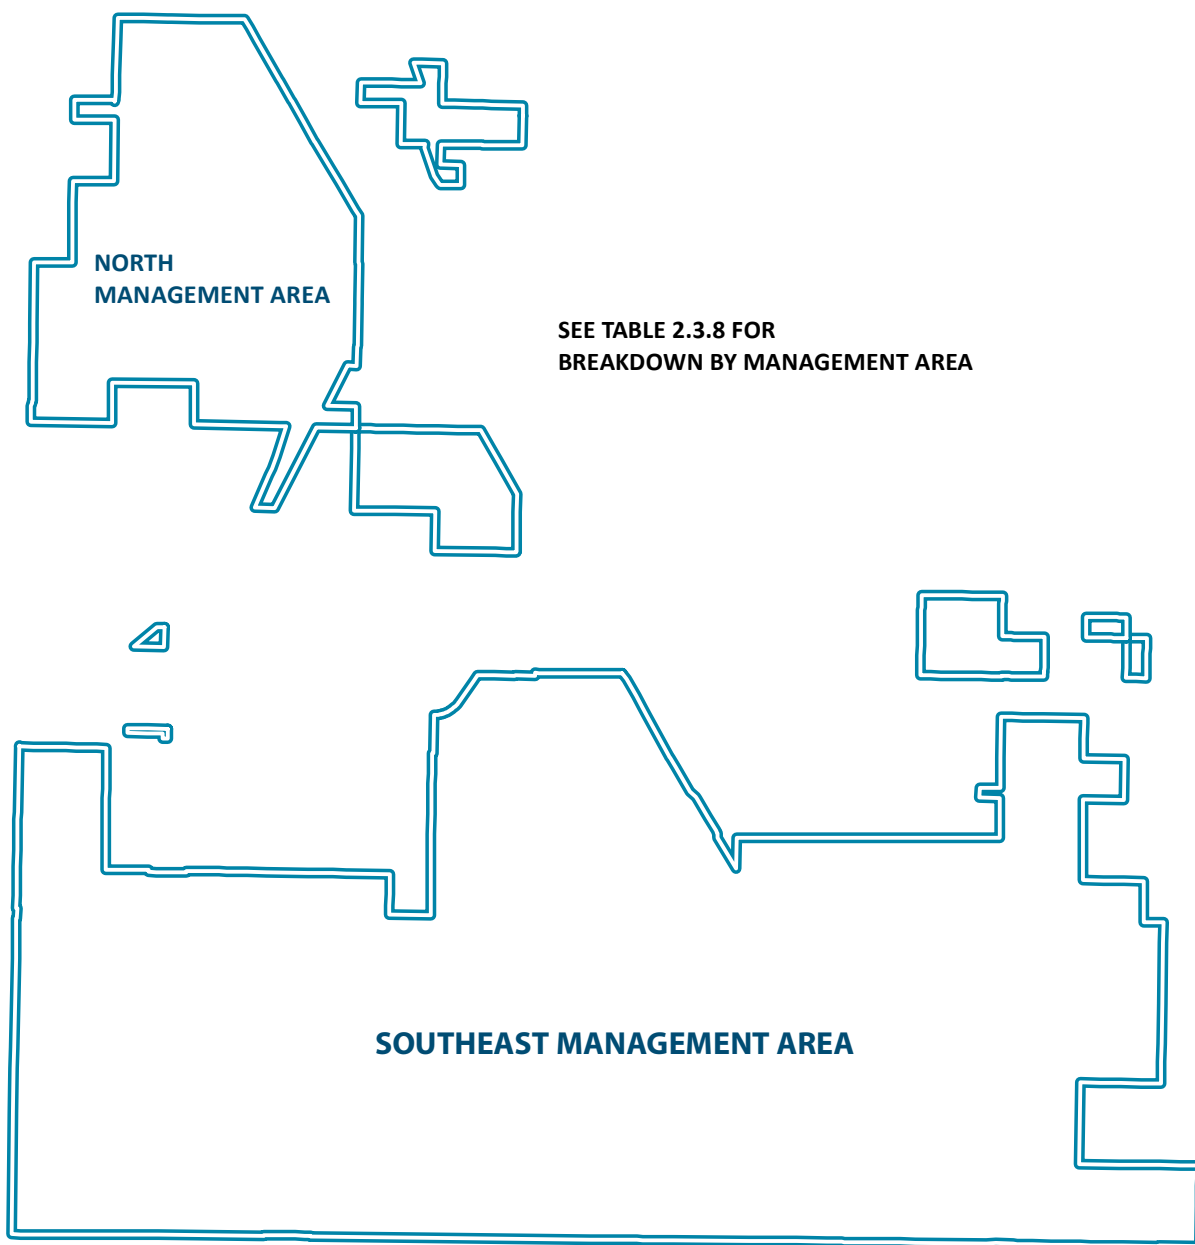 NORTH
MANAGEMENT AREA
SEE TABLE 2.3.8 FOR
BREAKDOWN BY MANAGEMENT AREA
SOUTHEAST MANAGEMENT AREA